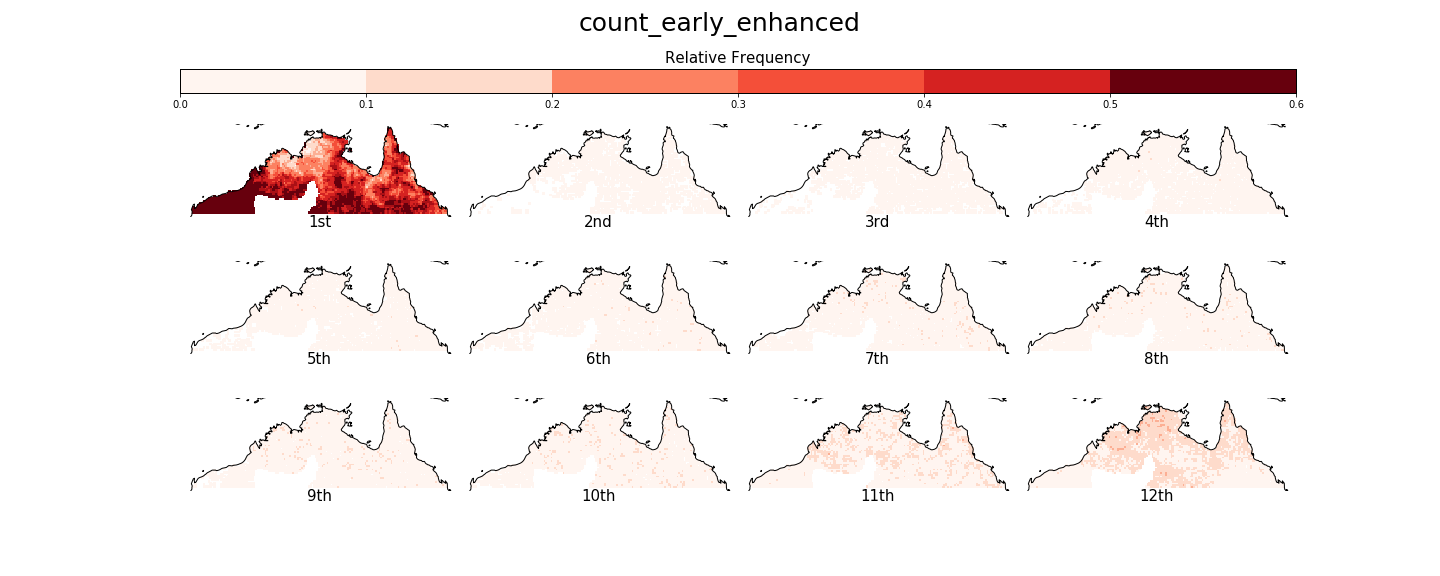 count_early_enhanced
Relative Frequency
0.0 0.1 0.2 0.3 0.4 0.5 0.6
1st 2nd 3rd 4th
5th 6th 7th 8th
9th 10th 11th 12th